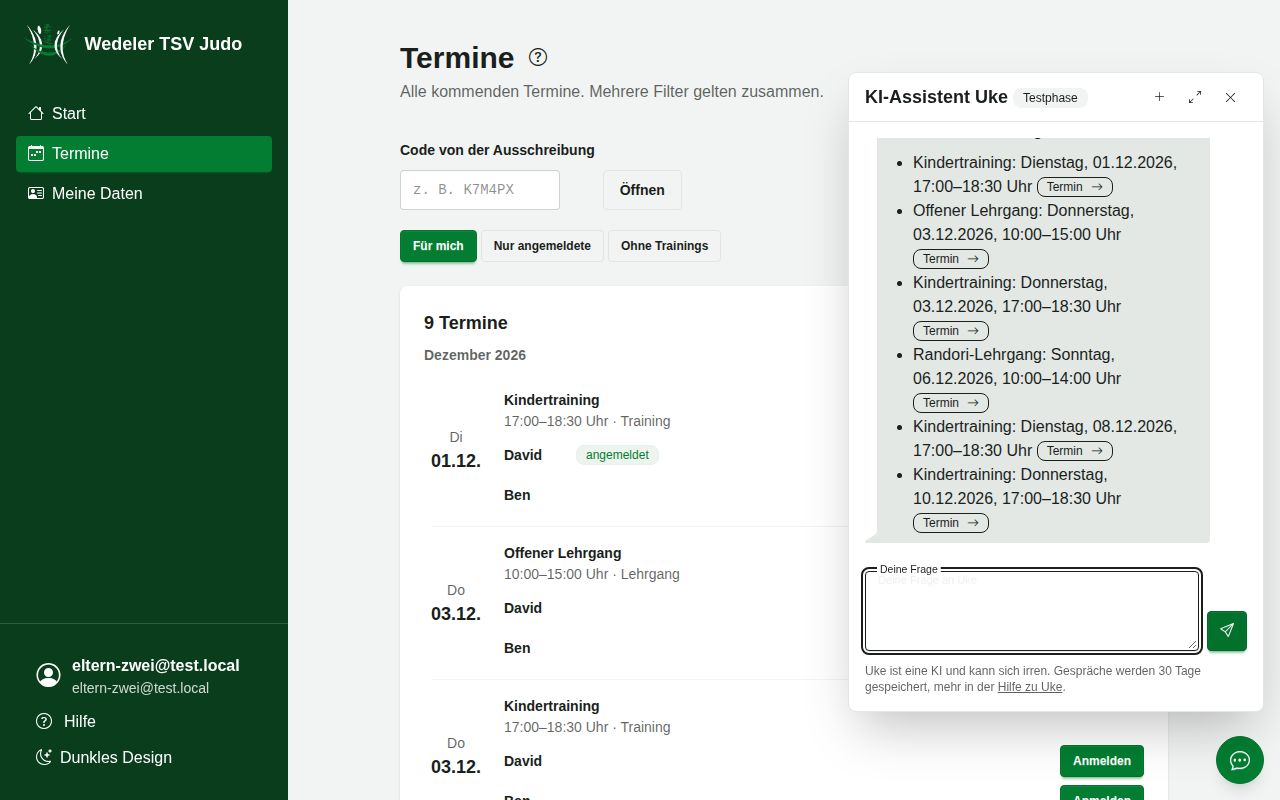 Wedeler TSV Judo
Start
Termine
Meine Daten
eltern-zwei@test.local
eltern-zwei@test.local
Hilfe
Dunkles Design
Termine
Alle kommenden Termine. Mehrere Filter gelten zusammen.
Code von der Ausschreibung
z. B. K7M4PX
Öffnen
Für mich
Nur angemeldete
Ohne Trainings
9 Termine
Dezember 2026
Di
01.12.
Kindertraining
17:00–18:30 Uhr · Training
David
angemeldet
Ben
Do
03.12.
Offener Lehrgang
10:00–15:00 Uhr · Lehrgang
David
Ben
Do
03.12.
Kindertraining
17:00–18:30 Uhr · Training
David
Anmelden
Ben
Anmelden
KI-Assistent Uke
Testphase
Kindertraining: Dienstag, 01.12.2026,
17:00–18:30 Uhr Termin →
Offener Lehrgang: Donnerstag,
03.12.2026, 10:00–15:00 Uhr
Termin →
Kindertraining: Donnerstag,
03.12.2026, 17:00–18:30 Uhr
Termin →
Randori-Lehrgang: Sonntag,
06.12.2026, 10:00–14:00 Uhr
Termin →
Kindertraining: Dienstag, 08.12.2026,
17:00–18:30 Uhr Termin →
Kindertraining: Donnerstag,
10.12.2026, 17:00–18:30 Uhr
Termin →
Deine Frage
Deine Frage an Uke
Uke ist eine KI und kann sich irren. Gespräche werden 30 Tage
gespeichert, mehr in der Hilfe zu Uke.